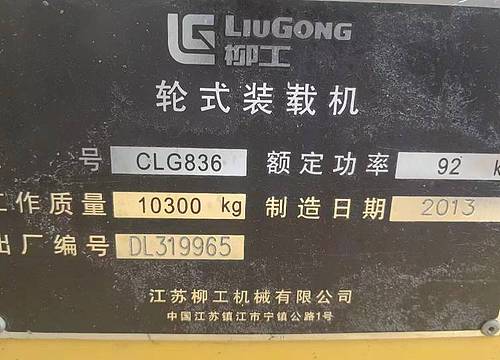 LIUGONG
柳工
轮式装载机
号 CLG836 额定功率 92 k
工作质量 10300 kg 制造日期 2013
出厂编号 DL319965
江苏柳工机械有限公司
中国江苏镇江市宁镇公路1号